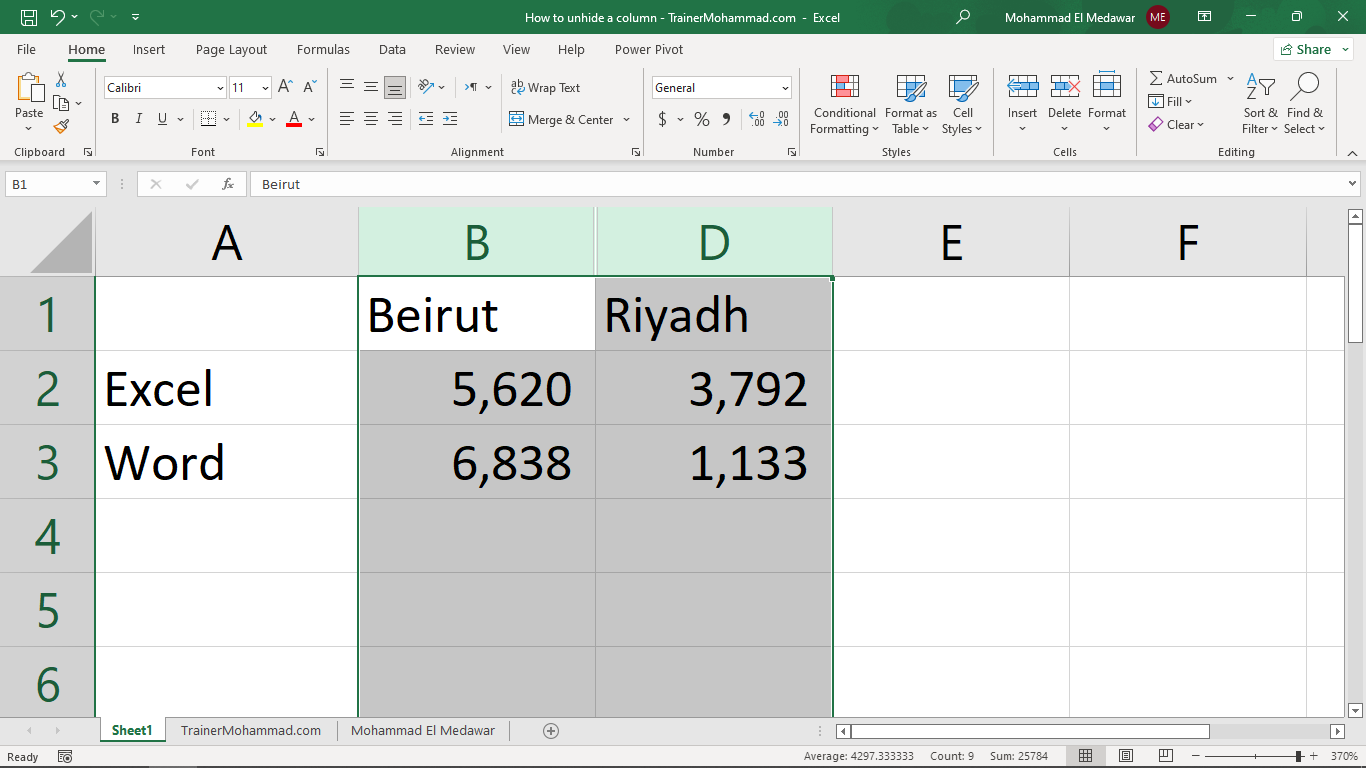 How to unhide a column - TrainerMohammad.com - Excel
Mohammad El Medawar ME
File Home Insert Page Layout Formulas Data Review View Help Power Pivot Share
Paste
Calibri 11
Wrap Text
General
Conditional Formatting
Format as Table
Cell Styles
Insert Delete Format
AutoSum
Fill
Clear
Sort & Filter
Find & Select
B I U A
Merge & Center
$ %
Clipboard Font Alignment Number Styles Cells Editing
B1 fx Beirut
A B D E F
1 Beirut Riyadh
2 Excel 5,620 3,792
3 Word 6,838 1,133
4
5
6
Sheet1 TrainerMohammad.com Mohammad El Medawar
Ready Average: 4297.333333 Count: 9 Sum: 25784 370%